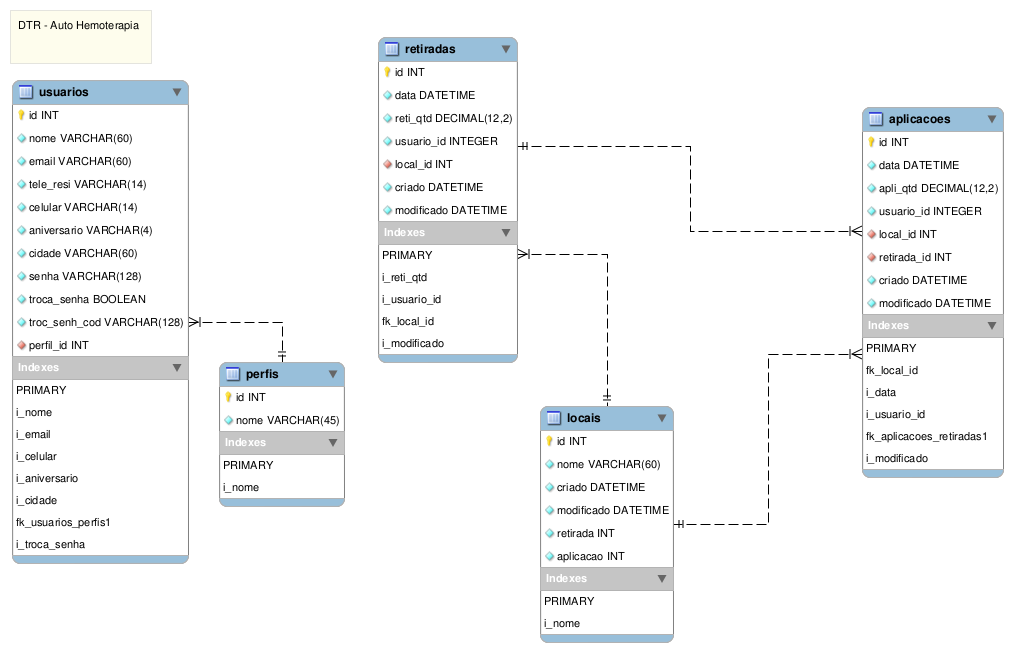 DTR - Auto Hemoterapia
usuarios
id INT
nome VARCHAR(60)
email VARCHAR(60)
tele_resi VARCHAR(14)
celular VARCHAR(14)
aniversario VARCHAR(4)
cidade VARCHAR(60)
senha VARCHAR(128)
troca_senha BOOLEAN
troc_senh_cod VARCHAR(128)
perfil_id INT
Indexes
PRIMARY
i_nome
i_email
i_celular
i_aniversario
i_cidade
fk_usuarios_perfis1
i_troca_senha
perfis
id INT
nome VARCHAR(45)
Indexes
PRIMARY
i_nome
retiradas
id INT
data DATETIME
reti_qtd DECIMAL(12,2)
usuario_id INTEGER
local_id INT
criado DATETIME
modificado DATETIME
Indexes
PRIMARY
i_reti_qtd
i_usuario_id
fk_local_id
i_modificado
locais
id INT
nome VARCHAR(60)
criado DATETIME
modificado DATETIME
retirada INT
aplicacao INT
Indexes
PRIMARY
i_nome
aplicacoes
id INT
data DATETIME
apli_qtd DECIMAL(12,2)
usuario_id INTEGER
local_id INT
retirada_id INT
criado DATETIME
modificado DATETIME
Indexes
PRIMARY
fk_local_id
i_data
i_usuario_id
fk_aplicacoes_retiradas1
i_modificado